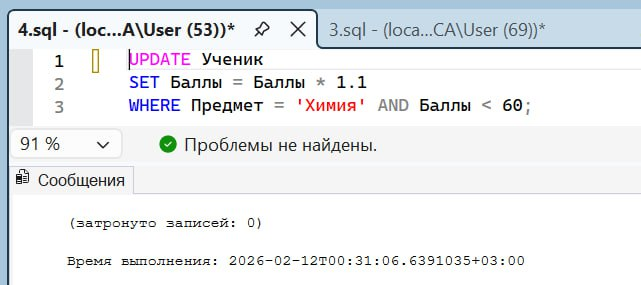 4.sql - (loc...A\User (53))*
3.sql - (loca...CA\User (69))*
1 UPDATE Ученик
2 SET Баллы = Баллы * 1.1
3 WHERE Предмет = 'Химия' AND Баллы < 60;
91 %
Проблемы не найдены.
Сообщения
(затронуто записей: 0)
Время выполнения: 2026-02-12T00:31:06.6391035+03:00